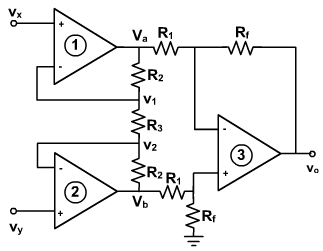 vx
+
1
-
Va
R1
Rf
R2
v1
R3
v2
-
3
+
vo
R2
-
2
+
Vb
R1
vy
Rf